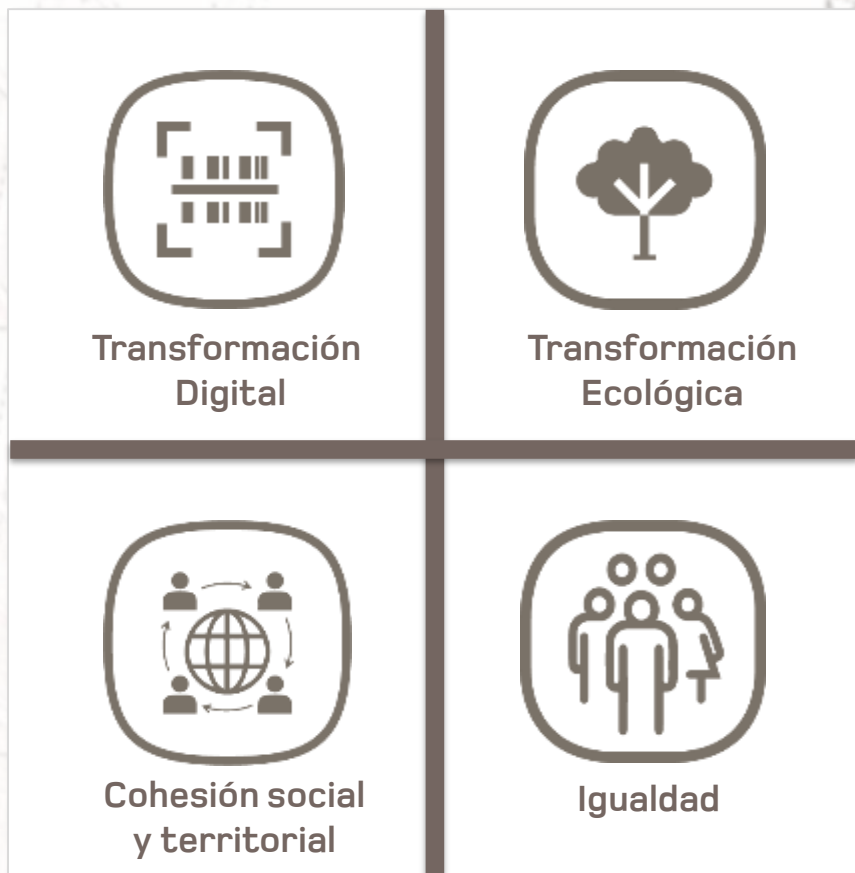 Transformación
Digital
Transformación
Ecológica
Cohesión social
y territorial
Igualdad